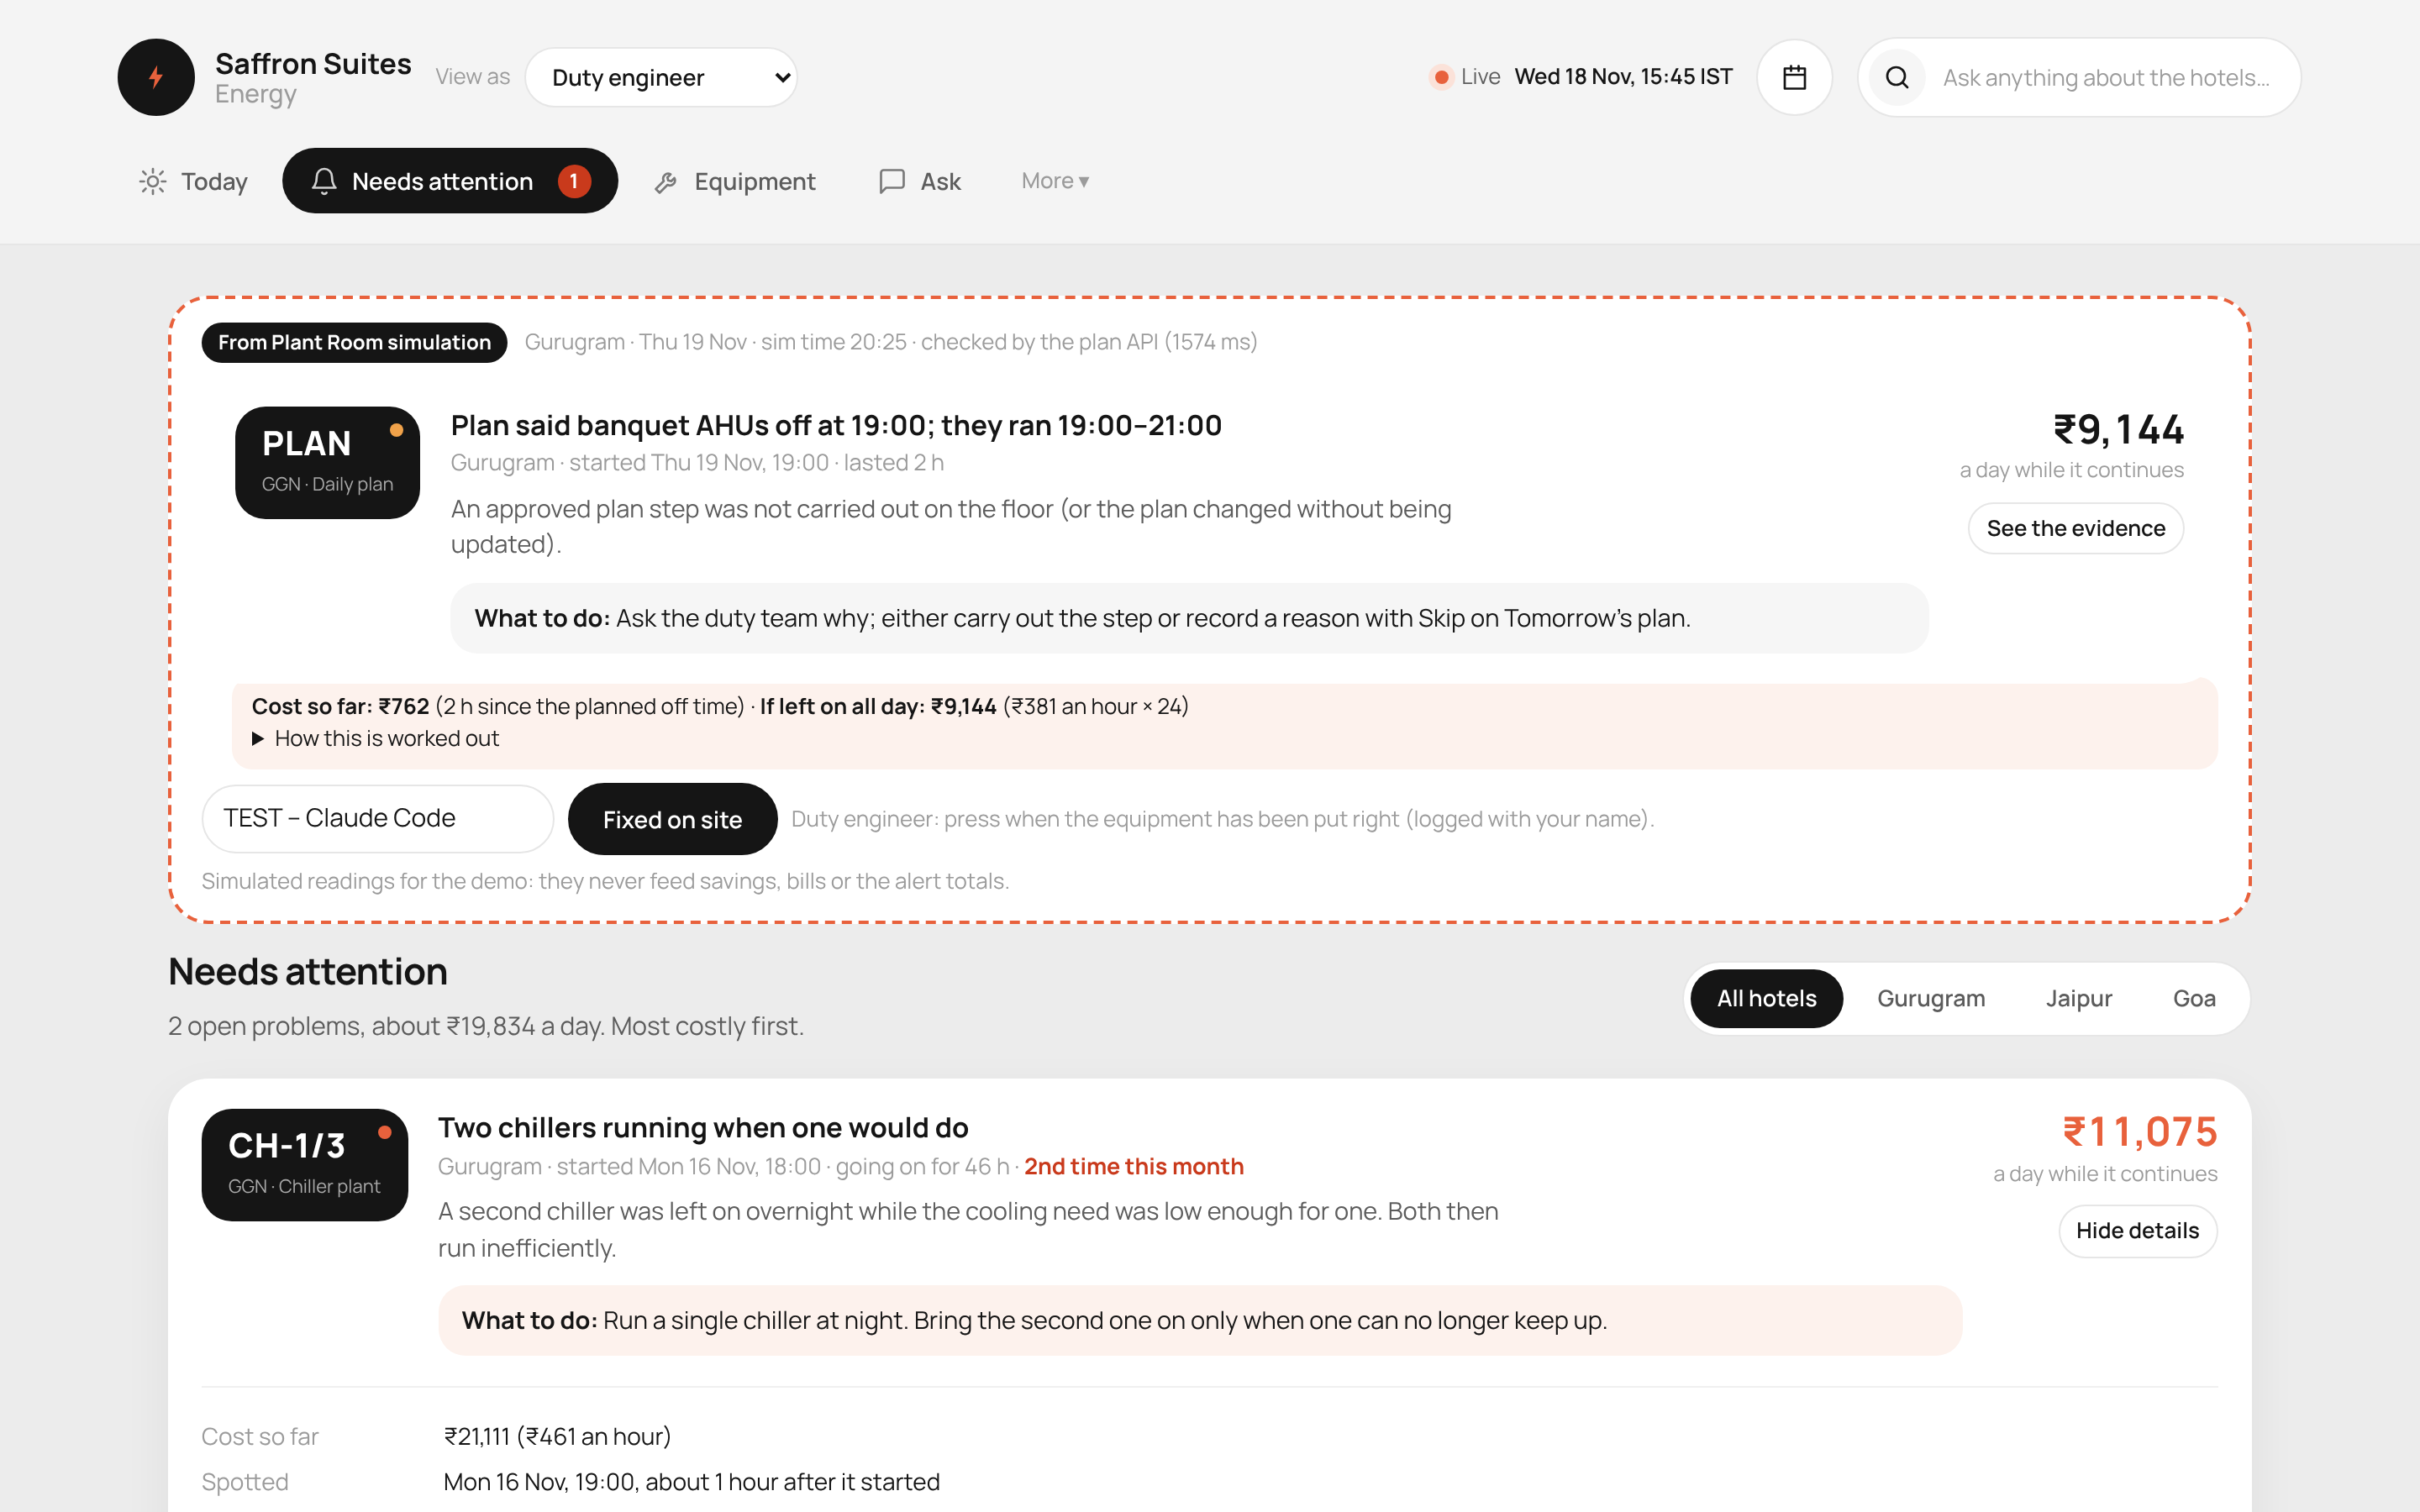 Saffron Suites
Energy
View as
Duty engineer
Live Wed 18 Nov, 15:45 IST
Ask anything about the hotels...
Today
Needs attention 1
Equipment
Ask
More ▾
From Plant Room simulation
Gurugram · Thu 19 Nov · sim time 20:25 · checked by the plan API (1574 ms)
PLAN
GGN · Daily plan
Plan said banquet AHUs off at 19:00; they ran 19:00–21:00
Gurugram · started Thu 19 Nov, 19:00 · lasted 2 h
An approved plan step was not carried out on the floor (or the plan changed without being
updated).
What to do: Ask the duty team why; either carry out the step or record a reason with Skip on Tomorrow's plan.
₹9,144
a day while it continues
See the evidence
Cost so far: ₹762 (2 h since the planned off time) · If left on all day: ₹9,144 (₹381 an hour × 24)
▶ How this is worked out
TEST – Claude Code
Fixed on site
Duty engineer: press when the equipment has been put right (logged with your name).
Simulated readings for the demo: they never feed savings, bills or the alert totals.
Needs attention
2 open problems, about ₹19,834 a day. Most costly first.
All hotels
Gurugram
Jaipur
Goa
CH-1/3
GGN · Chiller plant
Two chillers running when one would do
Gurugram · started Mon 16 Nov, 18:00 · going on for 46 h · 2nd time this month
A second chiller was left on overnight while the cooling need was low enough for one. Both then
run inefficiently.
What to do: Run a single chiller at night. Bring the second one on only when one can no longer keep up.
₹11,075
a day while it continues
Hide details
Cost so far ₹21,111 (₹461 an hour)
Spotted Mon 16 Nov, 19:00, about 1 hour after it started